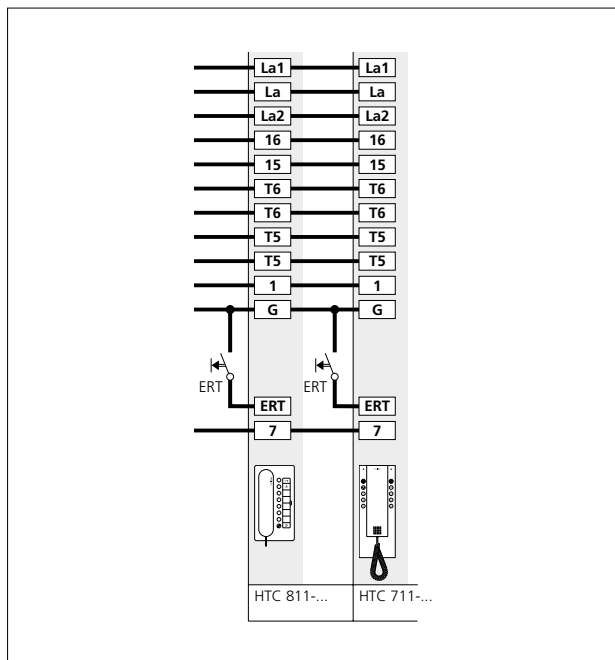 La1 La1
La La
La2 La2
16 16
15 15
T6 T6
T6 T6
T5 T5
T5 T5
1 1
G G
ERT ERT
ERT ERT
7 7
HTC 811-... HTC 711-...